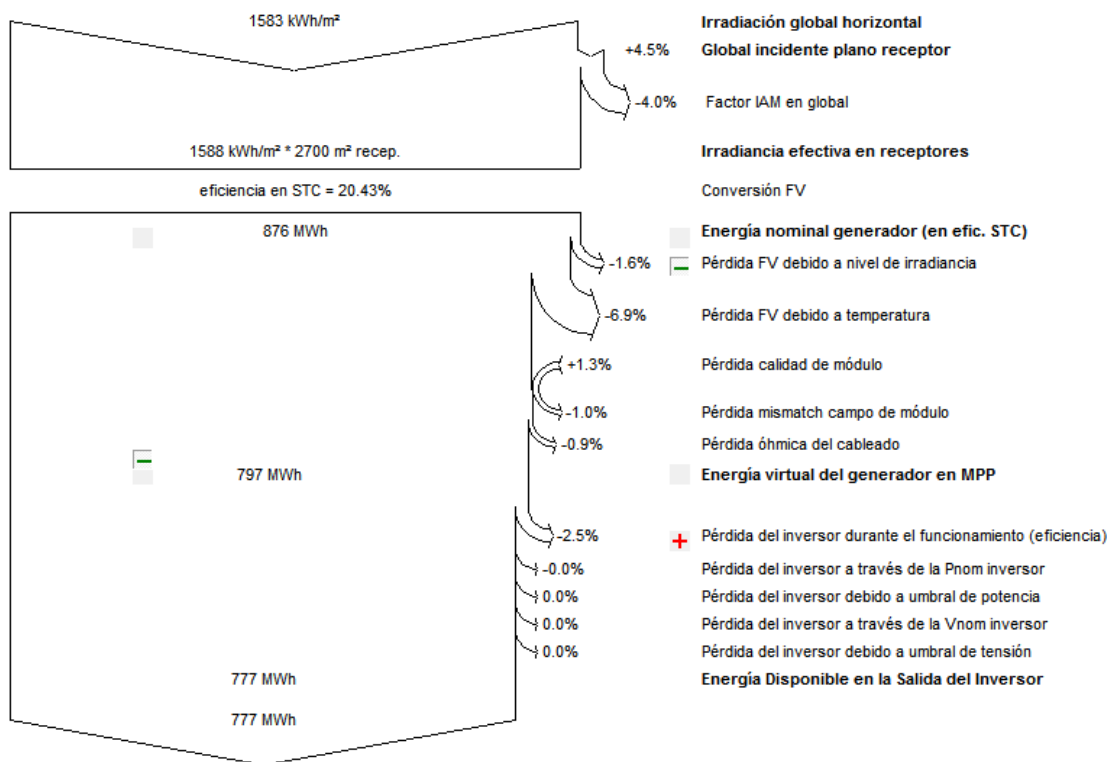 1583 kWh/m² Irradiación global horizontal
+4.5% Global incidente plano receptor
-4.0% Factor IAM en global
1588 kWh/m² * 2700 m² recep. Irradiancia efectiva en receptores
eficiencia en STC = 20.43% Conversión FV
876 MWh Energía nominal generador (en efic. STC)
-1.6% Pérdida FV debido a nivel de irradiancia
-6.9% Pérdida FV debido a temperatura
+1.3% Pérdida calidad de módulo
-1.0% Pérdida mismatch campo de módulo
-0.9% Pérdida óhmica del cableado
797 MWh Energía virtual del generador en MPP
-2.5% Pérdida del inversor durante el funcionamiento (eficiencia)
-0.0% Pérdida del inversor a través de la Pnom inversor
0.0% Pérdida del inversor debido a umbral de potencia
0.0% Pérdida del inversor a través de la Vnom inversor
0.0% Pérdida del inversor debido a umbral de tensión
777 MWh Energía Disponible en la Salida del Inversor
777 MWh